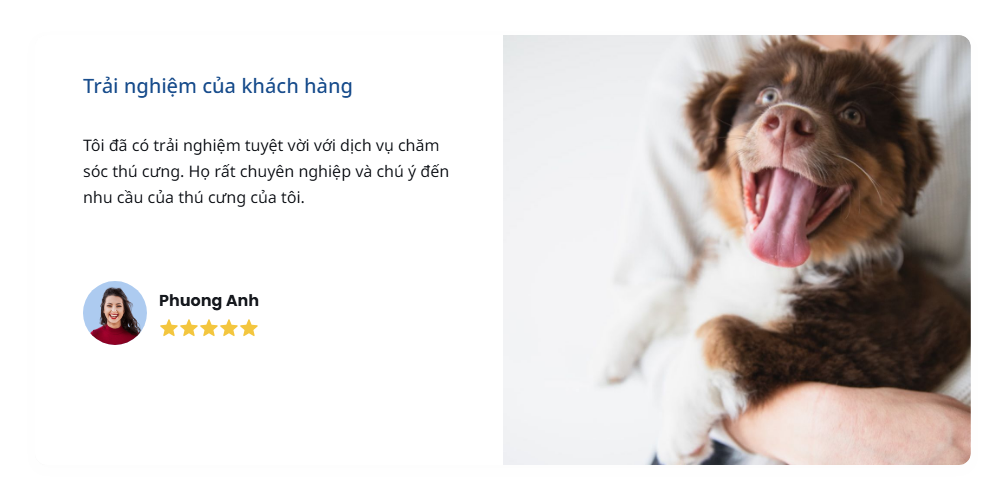 Trải nghiệm của khách hàng
Tôi đã có trải nghiệm tuyệt vời với dịch vụ chăm
sóc thú cưng. Họ rất chuyên nghiệp và chú ý đến
nhu cầu của thú cưng của tôi.
Phuong Anh